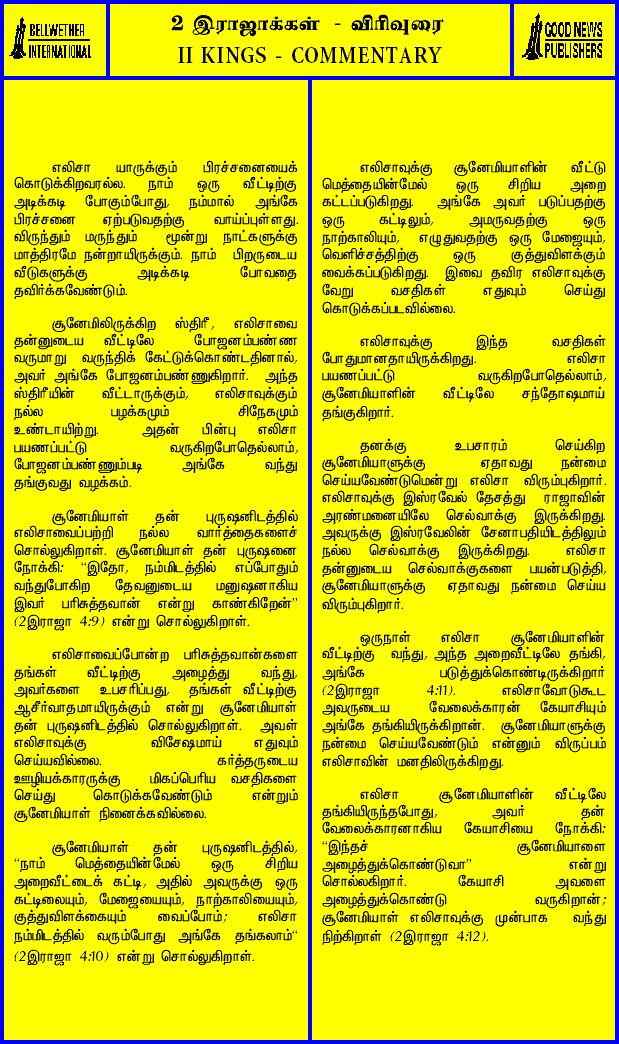 BELLWETHER
INTERNATIONAL
2 இராஜாக்கள் - விரிவுரை
II KINGS - COMMENTARY
GOOD NEWS
PUBLISHERS
எலிசா யாருக்கும் பிரச்சனையைக்
கொடுக்கிறவரல்ல. நாம் ஒரு வீட்டிற்கு
அடிக்கடி போகும்போது, நம்மால் அங்கே
பிரச்சனை ஏற்படுவதற்கு வாய்ப்புள்ளது.
விருந்தும் மருந்தும் மூன்று நாட்களுக்கு
மாத்திரமே நன்றாயிருக்கும். நாம் பிறருடைய
வீடுகளுக்கு அடிக்கடி போவதை
தவிர்க்கவேண்டும்.
சூனேமிலிருக்கிற ஸ்திரீ, எலிசாவை
தன்னுடைய வீட்டிலே போஜனம்பண்ண
வருமாறு வருந்திக் கேட்டுக்கொண்டதினால்,
அவர் அங்கே போஜனம்பண்ணுகிறார். அந்த
ஸ்திரீயின் வீட்டாருக்கும், எலிசாவுக்கும்
நல்ல பழக்கமும் சிநேகமும்
உண்டாயிற்று. அதன் பின்பு எலிசா
பயணப்பட்டு வருகிறபோதெல்லாம்,
போஜனம்பண்ணும்படி அங்கே வந்து
தங்குவது வழக்கம்.
சூனேமியாள் தன் புருஷனிடத்தில்
எலிசாவைப்பற்றி நல்ல வார்த்தைகளைச்
சொல்லுகிறாள். சூனேமியாள் தன் புருஷனை
நோக்கி: "இதோ, நம்மிடத்தில் எப்போதும்
வந்துபோகிற தேவனுடைய மனுஷனாகிய
இவர் பரிசுத்தவான் என்று காண்கிறேன்"
(2இராஜா 4:9) என்று சொல்லுகிறாள்.
எலிசாவைப்போன்ற பரிசுத்தவான்களை
தங்கள் வீட்டிற்கு அழைத்து வந்து,
அவர்களை உபசரிப்பது, தங்கள் வீட்டிற்கு
ஆசீர்வாதமாயிருக்கும் என்று சூனேமியாள்
தன் புருஷனிடத்தில் சொல்லுகிறாள். அவள்
எலிசாவுக்கு விசேஷமாய் எதுவும்
செய்யவில்லை. கர்த்தருடைய
ஊழியக்காரருக்கு மிகப்பெரிய வசதிகளை
செய்து கொடுக்கவேண்டும் என்றும்
சூனேமியாள் நினைக்கவில்லை.
சூனேமியாள் தன் புருஷனிடத்தில்,
"நாம் மெத்தையின்மேல் ஒரு சிறிய
அறைவீட்டைக் கட்டி, அதில் அவருக்கு ஒரு
கட்டிலையும், மேஜையையும், நாற்காலியையும்,
குத்துவிளக்கையும் வைப்போம்; எலிசா
நம்மிடத்தில் வரும்போது அங்கே தங்கலாம்"
(2இராஜா 4:10) என்று சொல்லுகிறாள்.
எலிசாவுக்கு சூனேமியாளின் வீட்டு
மெத்தையின்மேல் ஒரு சிறிய அறை
கட்டப்படுகிறது. அங்கே அவர் படுப்பதற்கு
ஒரு கட்டிலும், அமருவதற்கு ஒரு
நாற்காலியும், எழுதுவதற்கு ஒரு மேஜையும்,
வெளிச்சத்திற்கு ஒரு குத்துவிளக்கும்
வைக்கப்படுகிறது. இவை தவிர எலிசாவுக்கு
வேறு வசதிகள் எதுவும் செய்து
கொடுக்கப்படவில்லை.
எலிசாவுக்கு இந்த வசதிகள்
போதுமானதாயிருக்கிறது. எலிசா
பயணப்பட்டு வருகிறபோதெல்லாம்,
சூனேமியாளின் வீட்டிலே சந்தோஷமாய்
தங்குகிறார்.
தனக்கு உபசாரம் செய்கிற
சூனேமியாளுக்கு ஏதாவது நன்மை
செய்யவேண்டுமென்று எலிசா விரும்புகிறார்.
எலிசாவுக்கு இஸ்ரவேல் தேசத்து ராஜாவின்
அரண்மனையிலே செல்வாக்கு இருக்கிறது.
அவருக்கு இஸ்ரவேலின் சேனாபதியிடத்திலும்
நல்ல செல்வாக்கு இருக்கிறது. எலிசா
தன்னுடைய செல்வாக்குகளை பயன்படுத்தி,
சூனேமியாளுக்கு ஏதாவது நன்மை செய்ய
விரும்புகிறார்.
ஒருநாள் எலிசா சூனேமியாளின்
வீட்டிற்கு வந்து, அந்த அறைவீட்டிலே தங்கி,
அங்கே படுத்துக்கொண்டிருக்கிறார்
(2இராஜா 4:11). எலிசாவோடுகூட
அவருடைய வேலைக்காரன் கேயாசியும்
அங்கே தங்கியிருக்கிறான். சூனேமியாளுக்கு
நன்மை செய்யவேண்டும் என்னும் விருப்பம்
எலிசாவின் மனதிலிருக்கிறது.
எலிசா சூனேமியாளின் வீட்டிலே
தங்கியிருந்தபோது, அவர் தன்
வேலைக்காரனாகிய கேயாசியை நோக்கி:
"இந்தச் சூனேமியாளை
அழைத்துக்கொண்டுவா" என்று
சொல்லகிறார். கேயாசி அவளை
அழைத்துக்கொண்டு வருகிறான்;
சூனேமியாள் எலிசாவுக்கு முன்பாக வந்து
நிற்கிறாள் (2இராஜா 4:12).